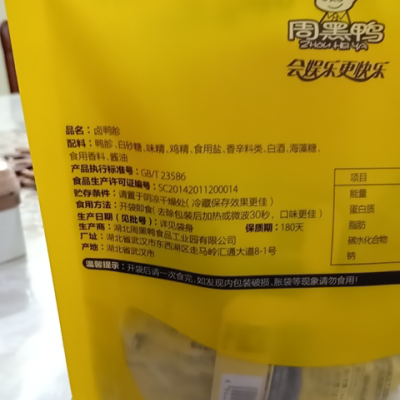 周黑鸭
ZHOU HEI YA
会娱乐更快乐
品名：卤鸭胗
配料：鸭胗、白砂糖、味精、鸡精、食用盐、香辛料类、白酒、海藻糖、
食用香料、酱油
产品执行标准号：GB/T 23586
食品生产许可证编号：SC20142011200014
贮存条件：请置于阴凉干燥处(冷藏保存效果更佳)
食用方法：开袋即食(去除包装后加热或微波30秒，口味更佳)
生产日期（见批号）：详见袋身 保质期：180天
生产商：湖北周黑鸭食品工业园有限公司
厂址：湖北省武汉市东西湖区走马岭汇通大道8-1号
产地：湖北省武汉市
温馨提示：开袋后请一次食完，如发现内包装破损、胀袋等现象请勿食用！
项目
能量
蛋白质
脂肪
碳水化合物
钠